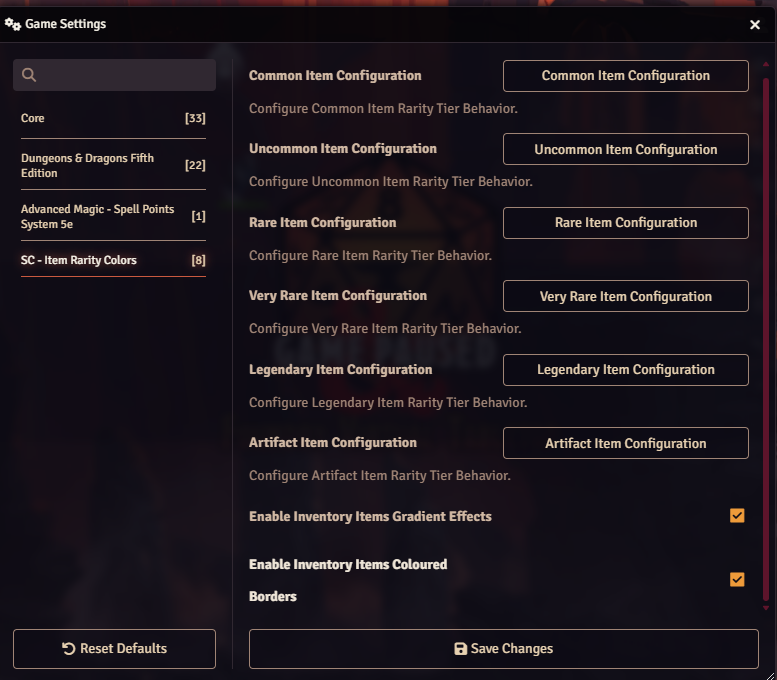 Game Settings
Core [33]
Dungeons & Dragons Fifth
Edition [22]
Advanced Magic - Spell Points
System 5e [1]
SC - Item Rarity Colors [8]
Reset Defaults
Common Item Configuration Common Item Configuration
Configure Common Item Rarity Tier Behavior.
Uncommon Item Configuration Uncommon Item Configuration
Configure Uncommon Item Rarity Tier Behavior.
Rare Item Configuration Rare Item Configuration
Configure Rare Item Rarity Tier Behavior.
Very Rare Item Configuration Very Rare Item Configuration
Configure Very Rare Item Rarity Tier Behavior.
GAME PAUSED
Legendary Item Configuration Legendary Item Configuration
Configure Legendary Item Rarity Tier Behavior.
Artifact Item Configuration Artifact Item Configuration
Configure Artifact Item Rarity Tier Behavior.
Enable Inventory Items Gradient Effects
Enable Inventory Items Coloured
Borders
Save Changes